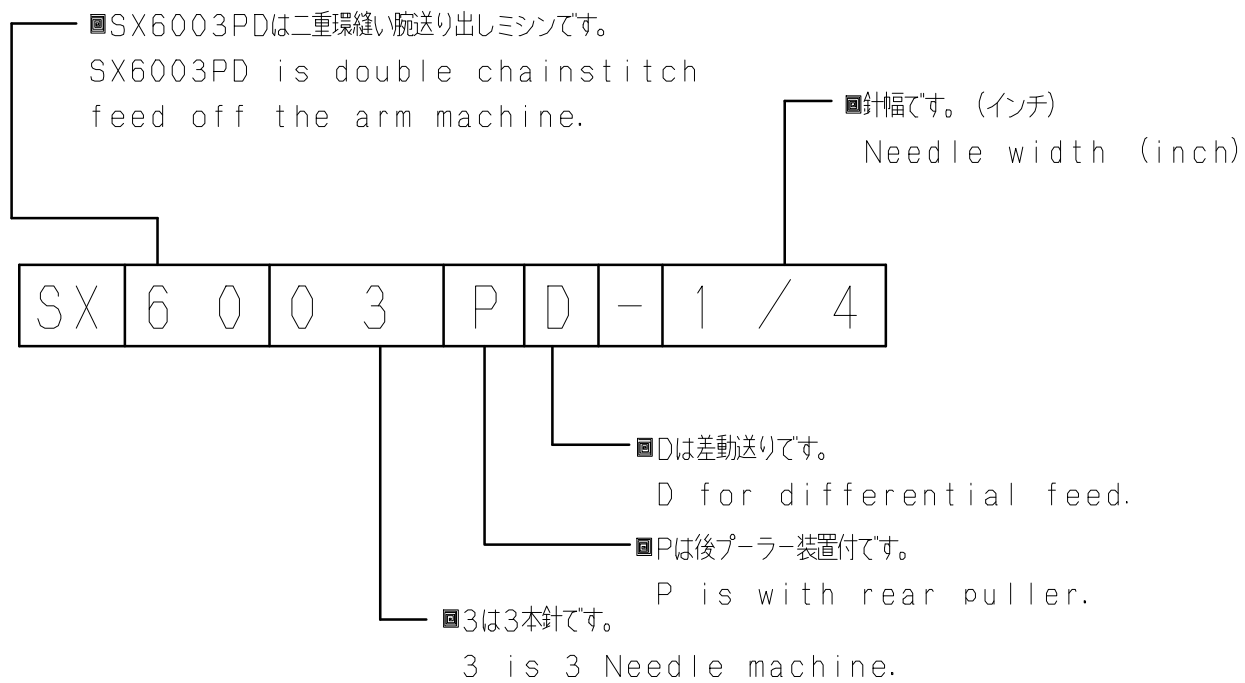 ▣SX6003PDは二重環縫い腕送り出しミシンです。
SX6003PD is double chainstitch
feed off the arm machine.
▣針幅です。（インチ）
Needle width (inch)
SX 6 0 0 3 P D - 1 / 4
▣Dは差動送りです。
D for differential feed.
▣Pは後プーラー装置付です。
P is with rear puller.
▣3は3本針です。
3 is 3 Needle machine.